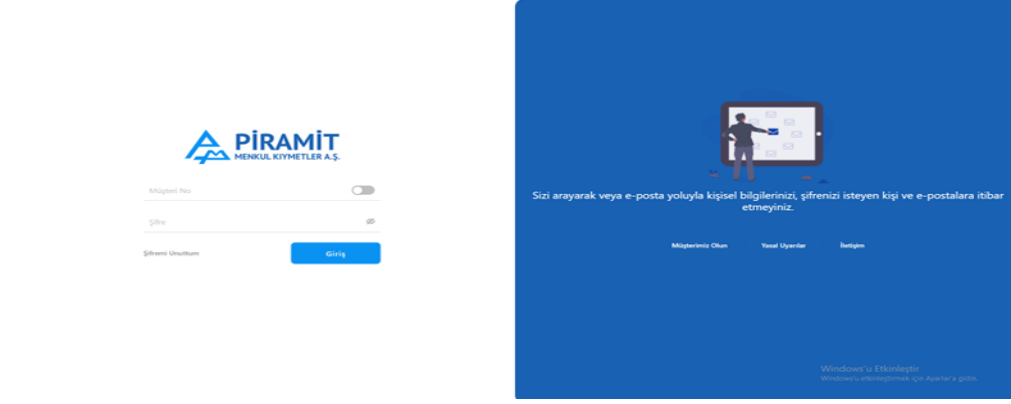 PİRAMİT
MENKUL KIYMETLER A.Ş.
Müşteri No
Şifre
Şifremi Unuttum
Giriş
Sizi arayarak veya e-posta yoluyla kişisel bilgilerinizi, şifrenizi isteyen kişi ve e-postalara itibar
etmeyiniz.
Müşterimiz Olun
Yasal Uyarılar
İletişim
Windows'u Etkinleştir
Windows'u etkinleştirmek için Ayarlar'a gidin.